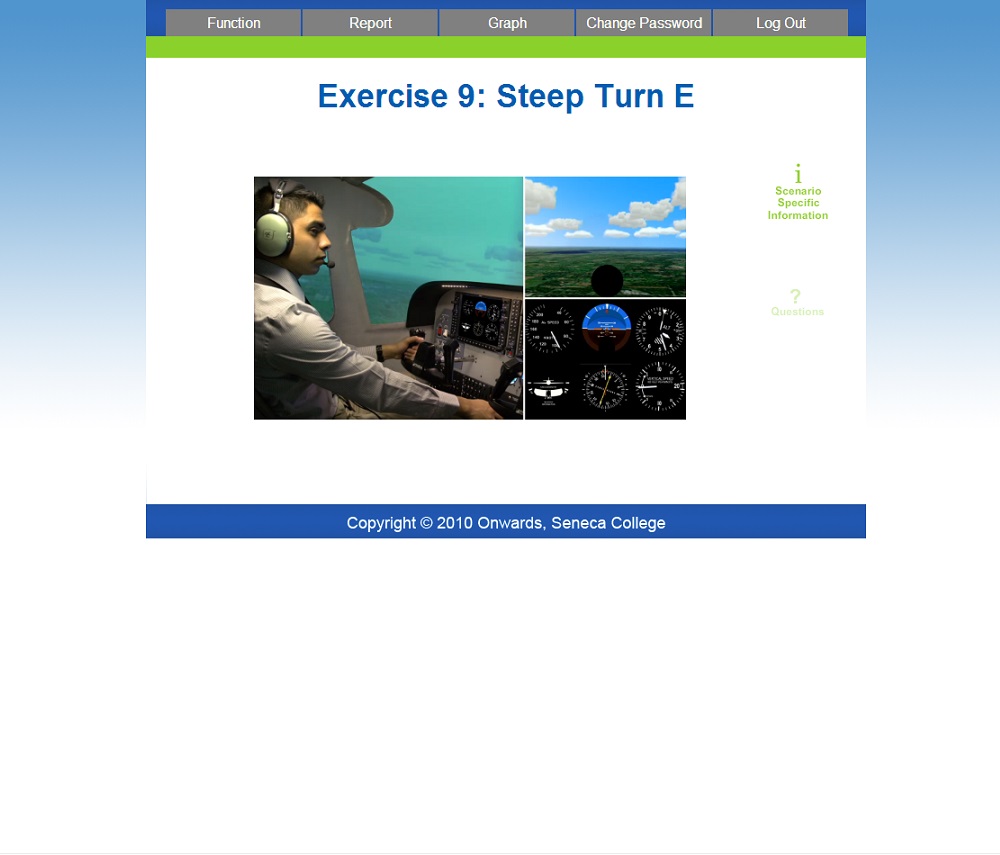 Function Report Graph Change Password Log Out
Exercise 9: Steep Turn E
i
Scenario
Specific
Information
?
Questions
Copyright © 2010 Onwards, Seneca College